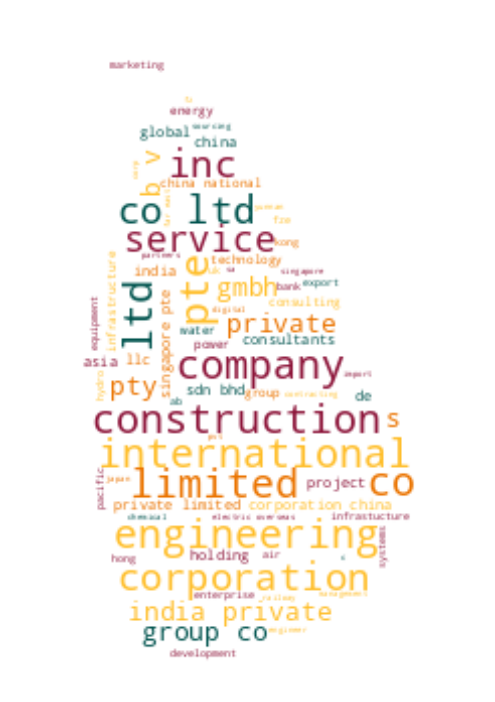 marketing
energy
global sourcing
china
b v
inc
china national
co ltd
service
kong
partners
technology
india
uk
sa
singapore
infrastructure
ltd
pte
gmbh
bank
export
consulting
digital
equipment
singapore pte
private
water
consultants
power
asia
llc
company
import
hydro
pty
sdn bhd
group
contracting
de
ab
construction
s
international
pacific
japan
limited
project
co
private limited
corporation china
chemical
electric
overseas
infrastucture
engineering
systems
hong
holding
air
corporation
enterprise
railway
management
india private
group co
engineer
development
fze